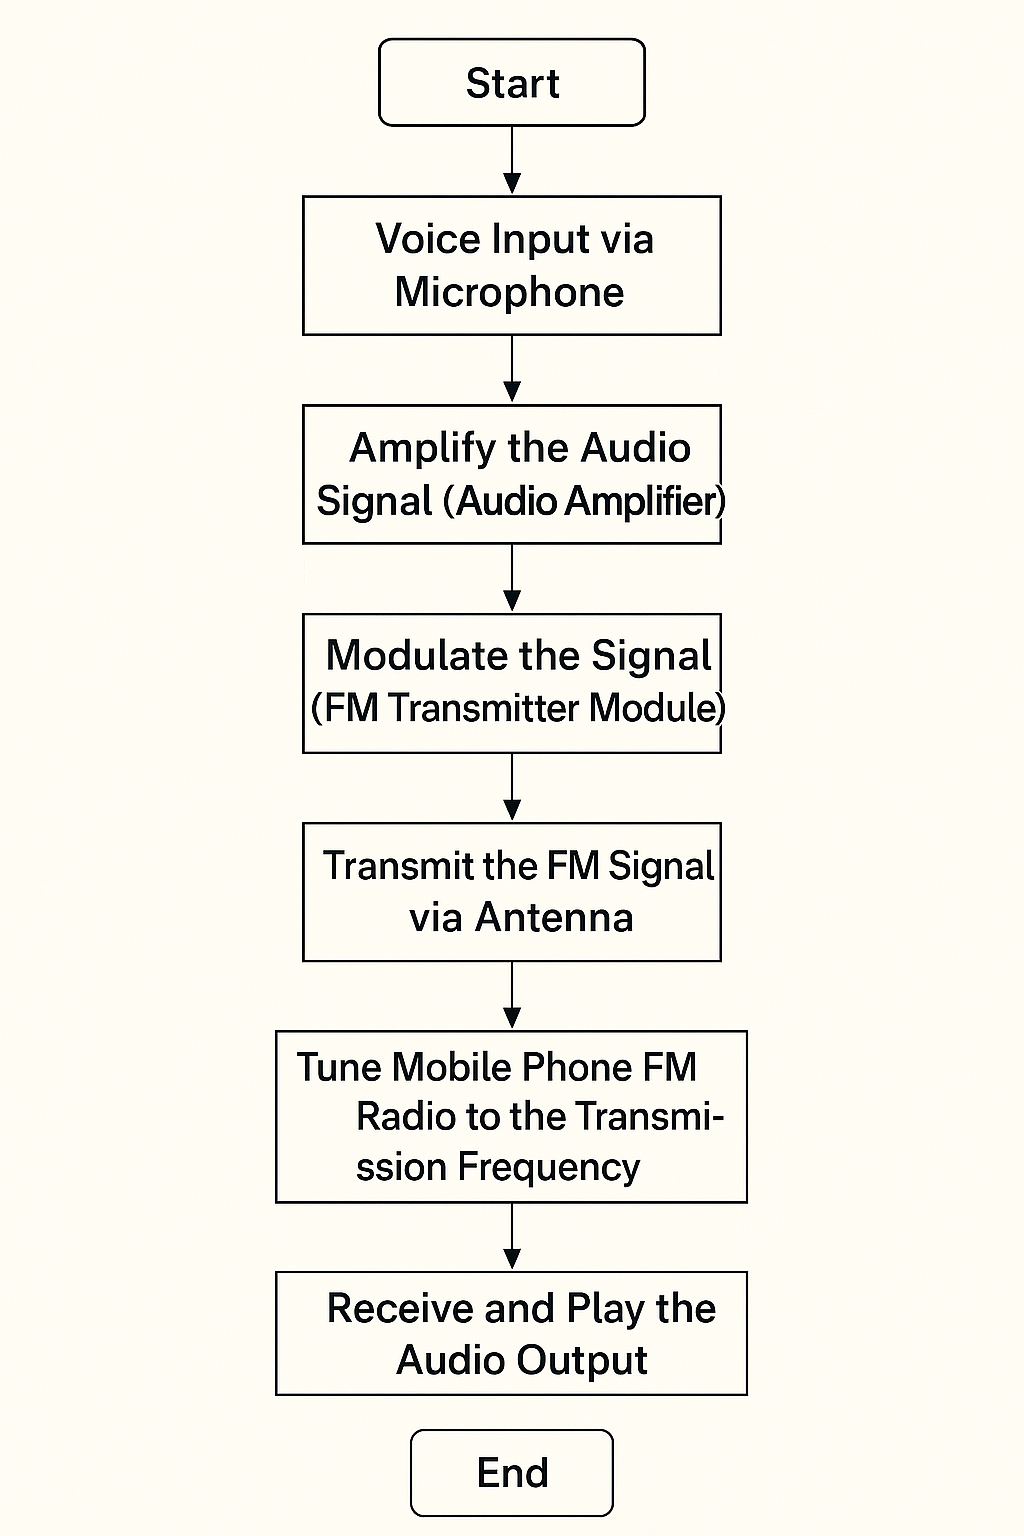 Start
Voice Input via
Microphone
Amplify the Audio
Signal (Audio Amplifier)
Modulate the Signal
(FM Transmitter Module)
Transmit the FM Signal
via Antenna
Tune Mobile Phone FM
Radio to the Transmi-
ssion Frequency
Receive and Play the
Audio Output
End